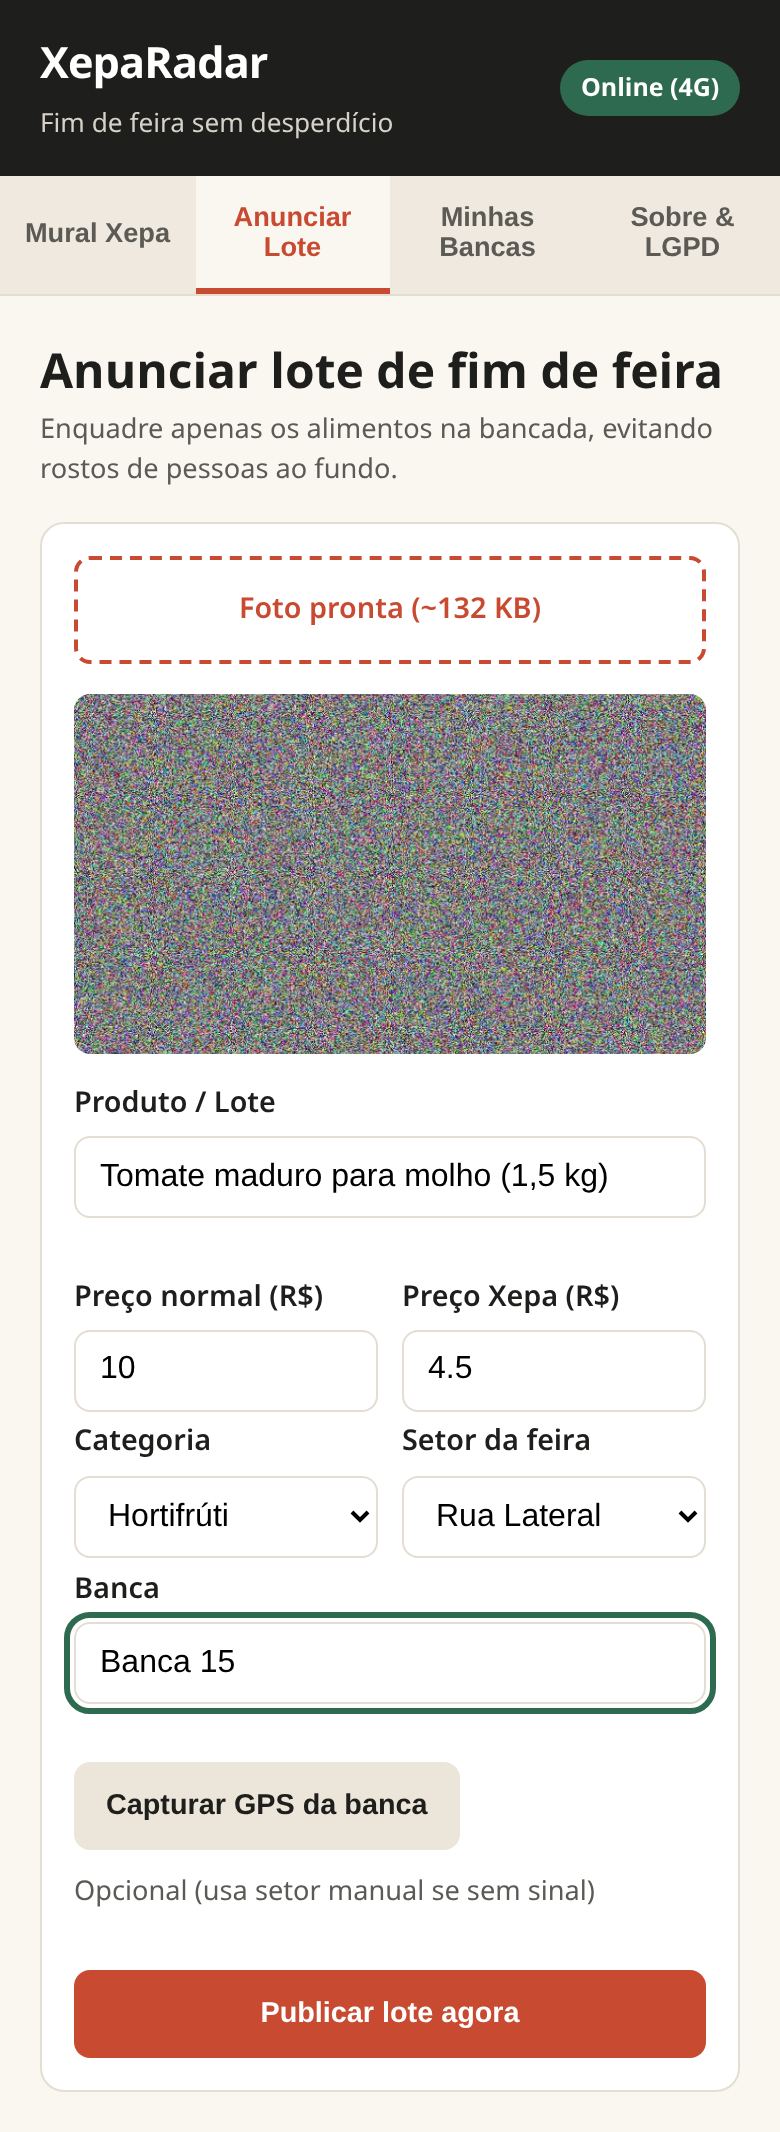 XepaRadar
Fim de feira sem desperdício
Online (4G)
Mural Xepa
Anunciar
Lote
Minhas
Bancas
Sobre &
LGPD
Anunciar lote de fim de feira
Enquadre apenas os alimentos na bancada, evitando
rostos de pessoas ao fundo.
Foto pronta (~132 KB)
Produto / Lote
Tomate maduro para molho (1,5 kg)
Preço normal (R$)
Preço Xepa (R$)
10
4.5
Categoria
Setor da feira
Hortifrúti
Rua Lateral
Banca
Banca 15
Capturar GPS da banca
Opcional (usa setor manual se sem sinal)
Publicar lote agora